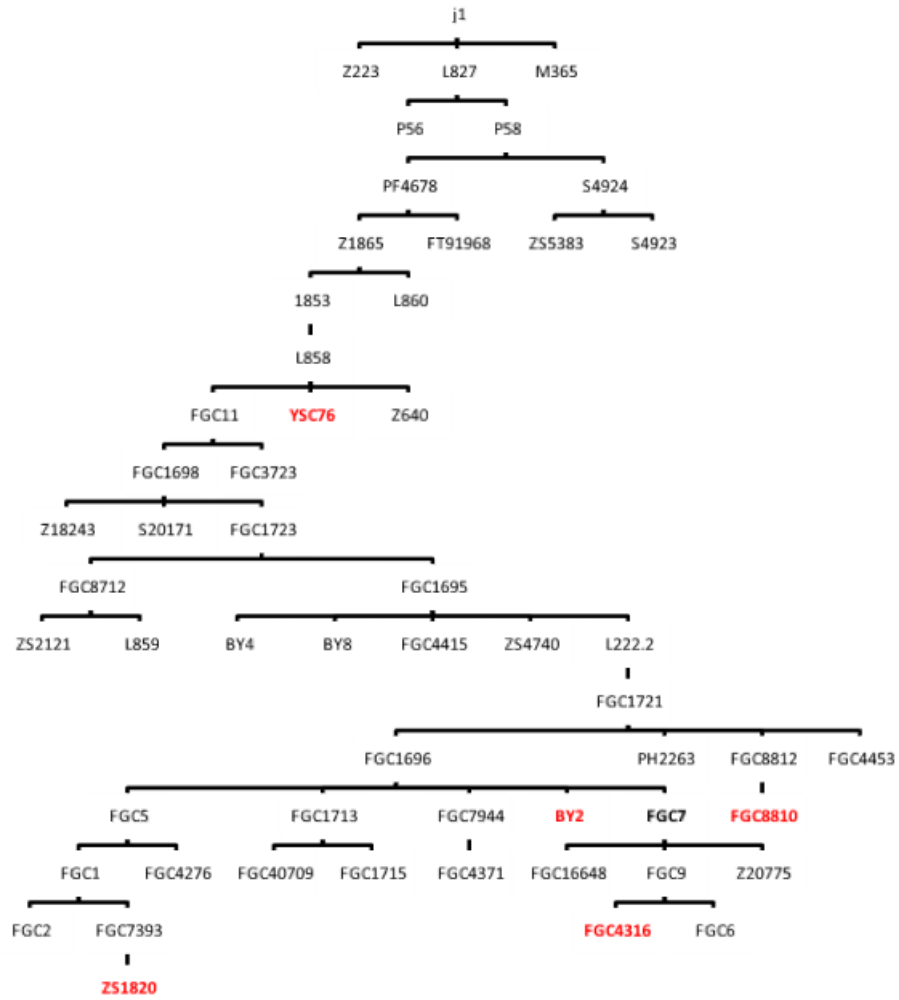 j1
Z223 L827 M365
P56 P58
PF4678 S4924
Z1865 FT91968 ZS5383 S4923
1853 L860
L858
FGC11 YSC76 Z640
FGC1698 FGC3723
Z18243 S20171 FGC1723
FGC8712 FGC1695
ZS2121 L859 BY4 BY8 FGC4415 ZS4740 L222.2
FGC1721
FGC1696 PH2263 FGC8812 FGC4453
FGC5 FGC1713 FGC7944 BY2 FGC7 FGC8810
FGC1 FGC4276 FGC40709 FGC1715 FGC4371 FGC16648 FGC9 Z20775
FGC2 FGC7393 FGC4316 FGC6
ZS1820